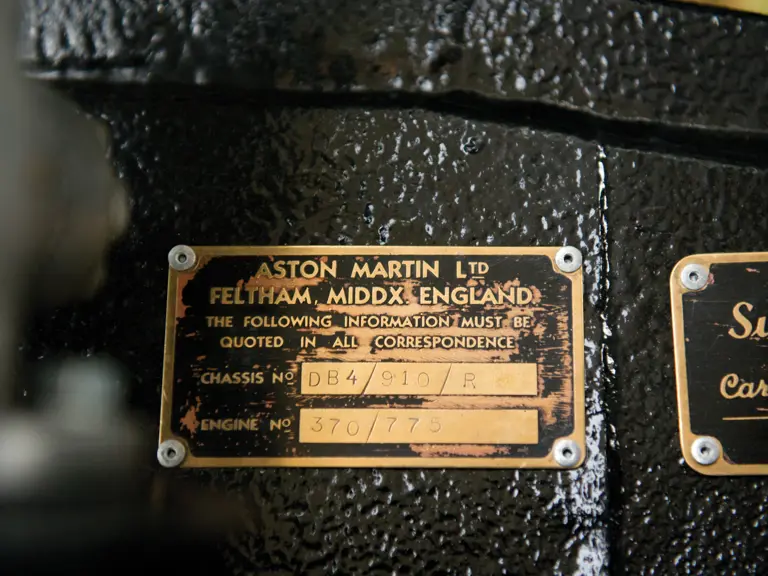 ASTON MARTIN LTD
FELTHAM, MIDDX. ENGLAND.
THE FOLLOWING INFORMATION MUST BE
QUOTED IN ALL CORRESPONDENCE
CHASSIS No DB4/910/R
ENGINE No 370/775